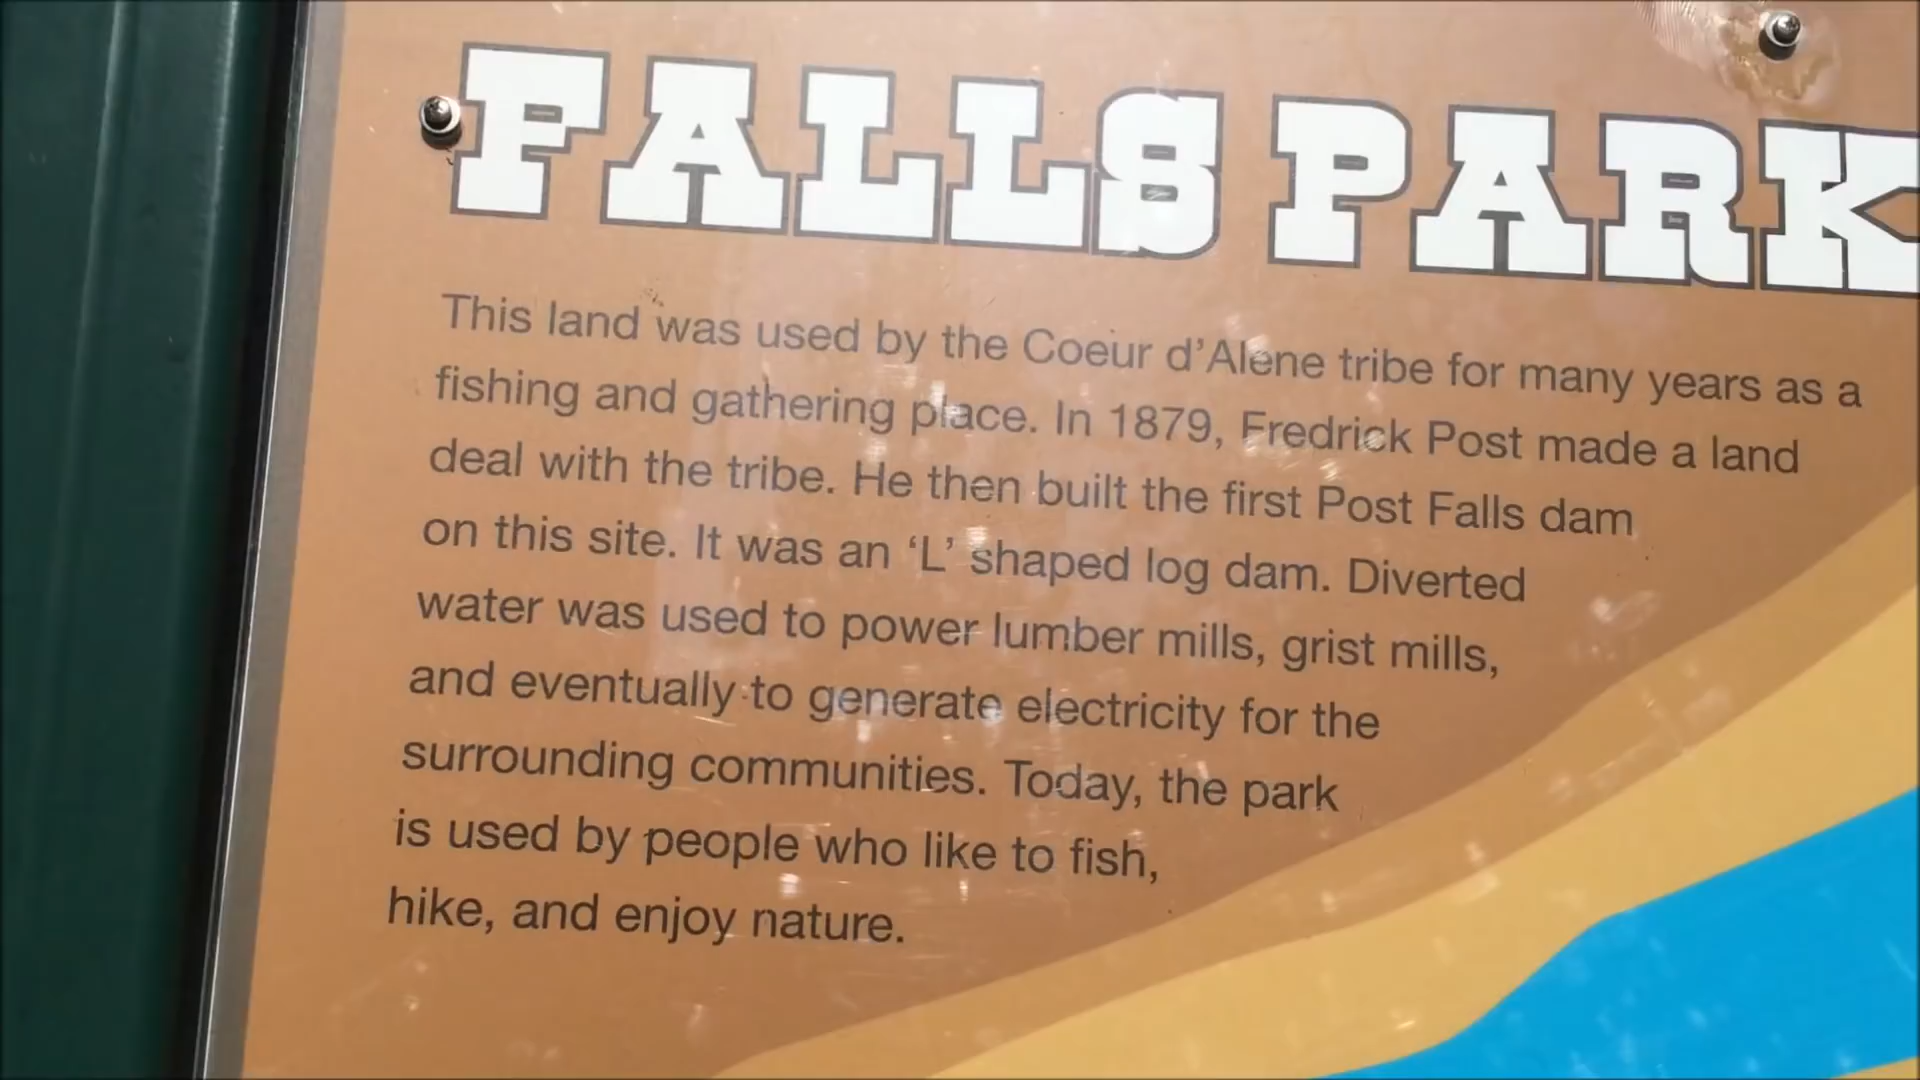 FALLS PARK
This land was used by the Coeur d’Alene tribe for many years as a
fishing and gathering place. In 1879, Fredrick Post made a land
deal with the tribe. He then built the first Post Falls dam
on this site. It was an ‘L’ shaped log dam. Diverted
water was used to power lumber mills, grist mills,
and eventually to generate electricity for the
surrounding communities. Today, the park
is used by people who like to fish,
hike, and enjoy nature.